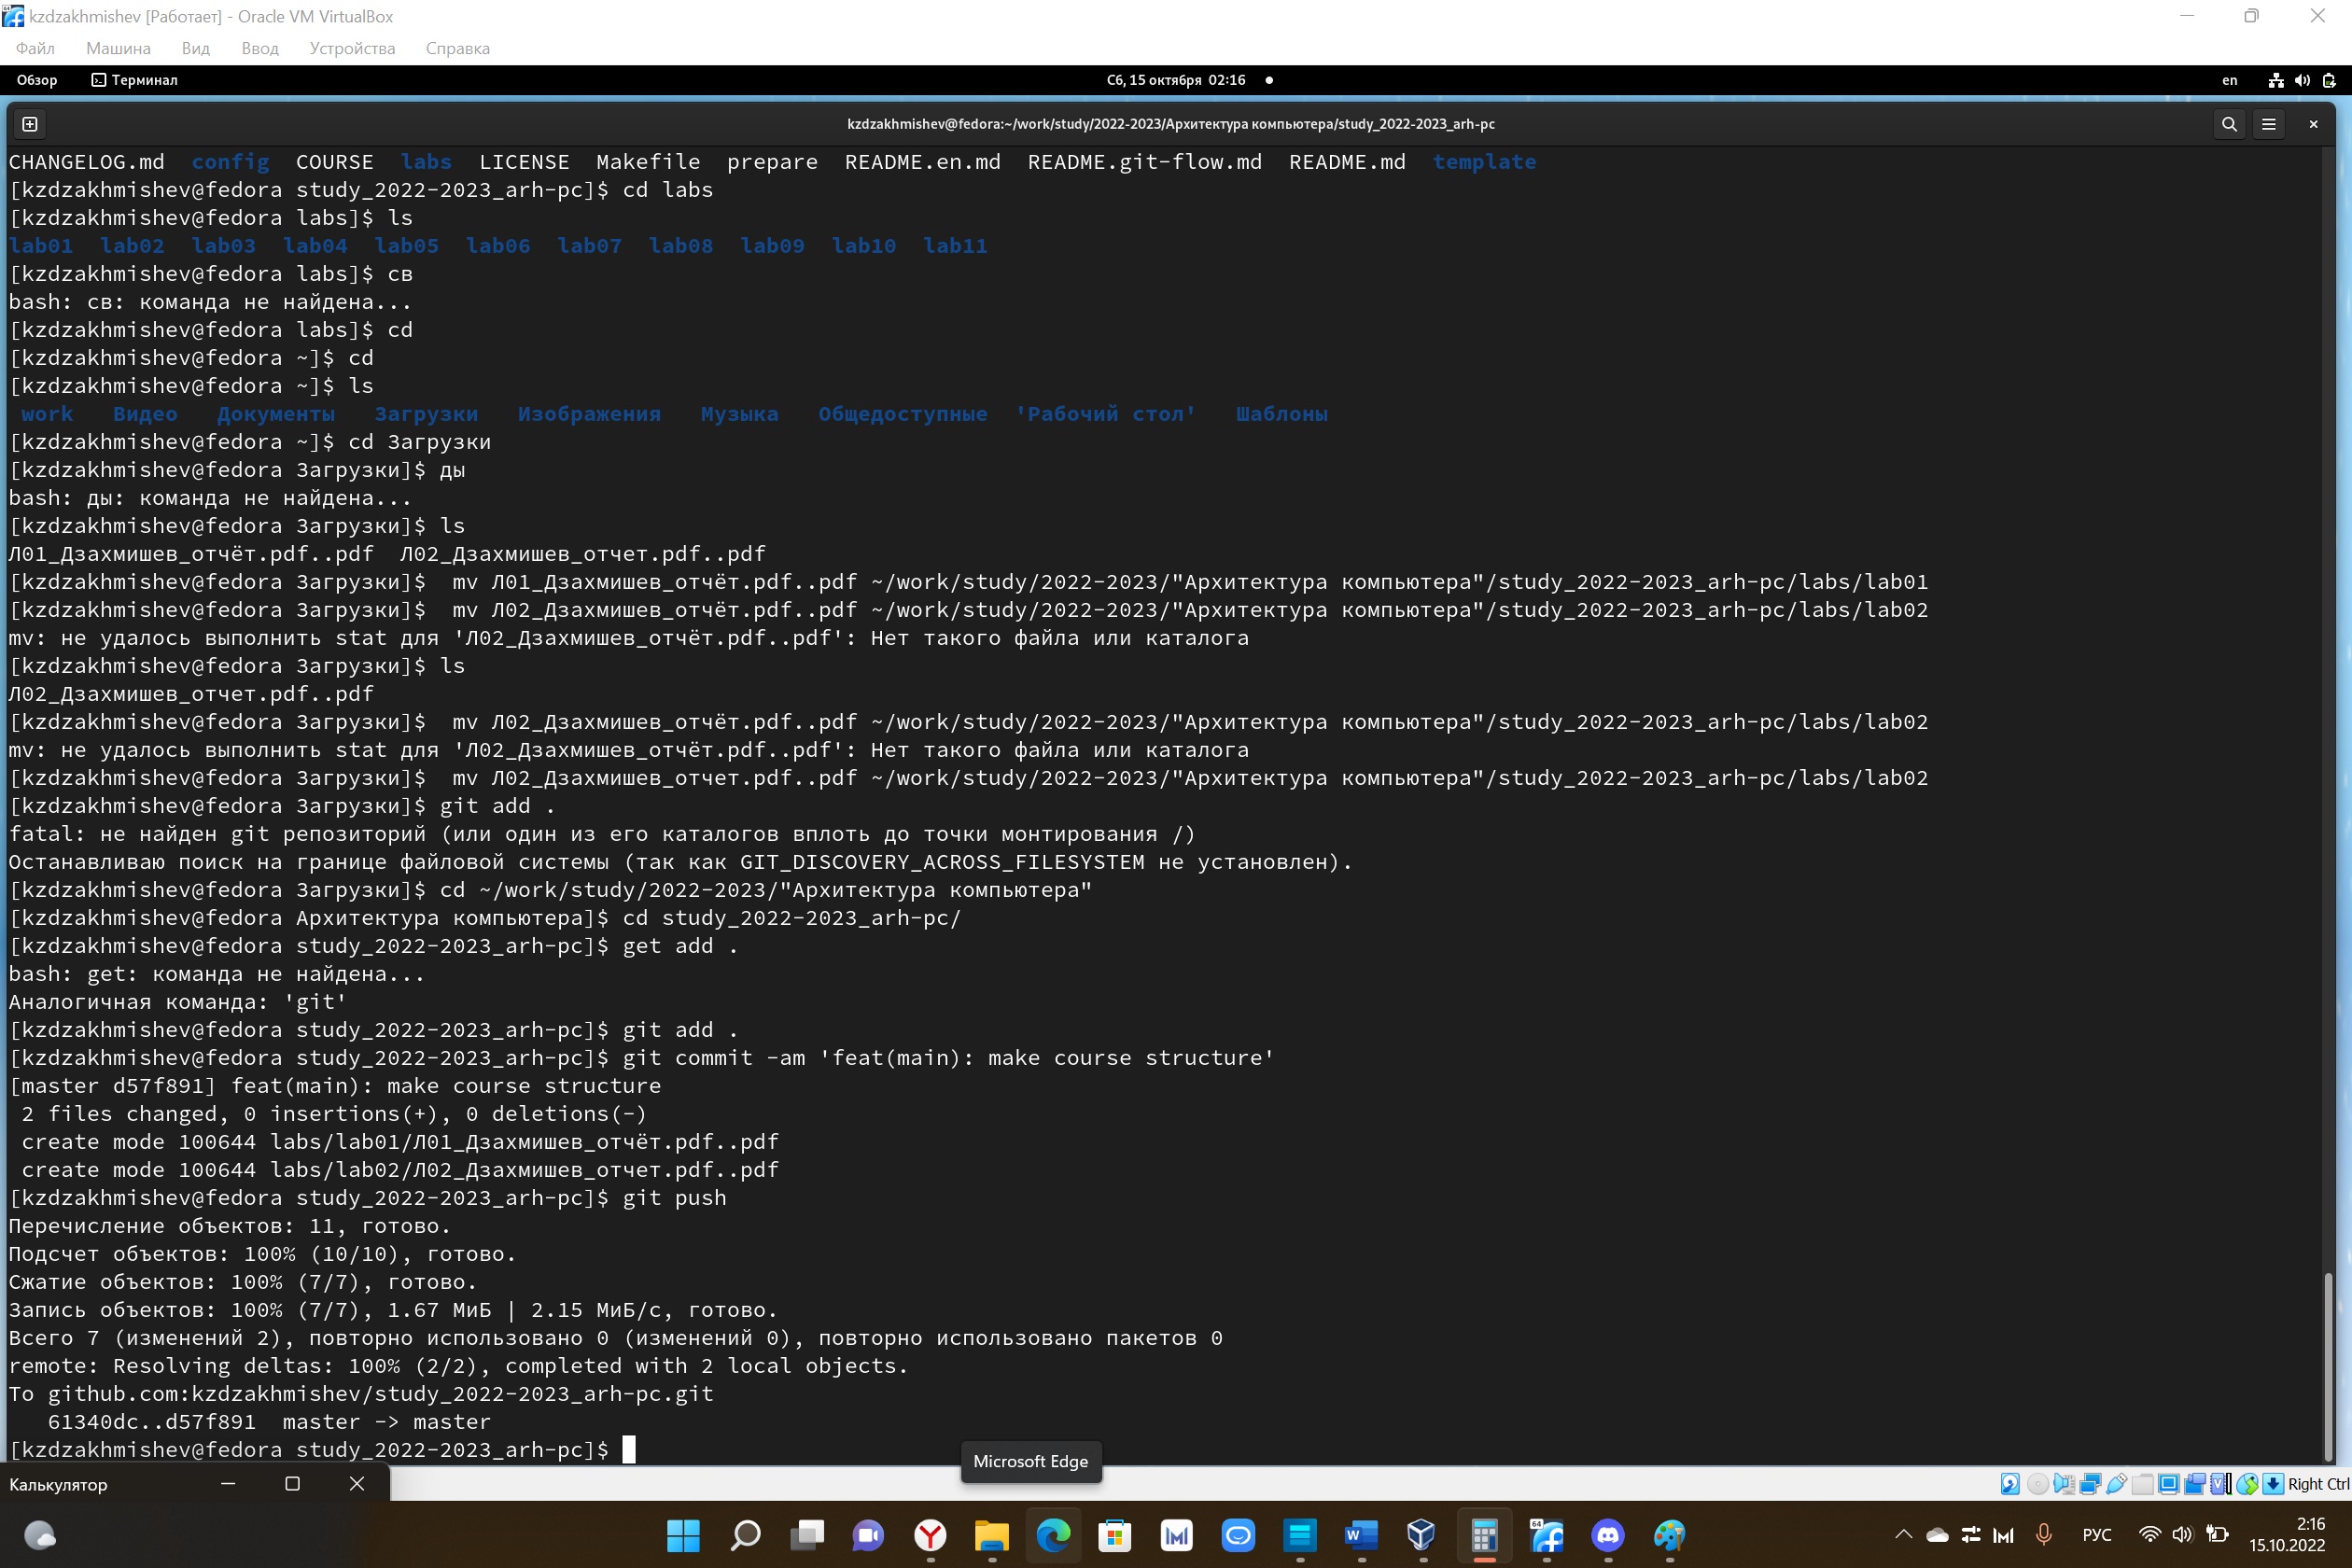 kzdzakhmishev [Работает] - Oracle VM VirtualBox
Файл Машина Вид Ввод Устройства Справка
Обзор Терминал Сб, 15 октября 02:16 en
kzdzakhmishev@fedora:~/work/study/2022-2023/Архитектура компьютера/study_2022-2023_arh-pc
CHANGELOG.md config COURSE labs LICENSE Makefile prepare README.en.md README.git-flow.md README.md template
[kzdzakhmishev@fedora study_2022-2023_arh-pc]$ cd labs
[kzdzakhmishev@fedora labs]$ ls
lab01 lab02 lab03 lab04 lab05 lab06 lab07 lab08 lab09 lab10 lab11
[kzdzakhmishev@fedora labs]$ св
bash: св: команда не найдена...
[kzdzakhmishev@fedora labs]$ cd
[kzdzakhmishev@fedora ~]$ cd
[kzdzakhmishev@fedora ~]$ ls
work Видео Документы Загрузки Изображения Музыка Общедоступные 'Рабочий стол' Шаблоны
[kzdzakhmishev@fedora ~]$ cd Загрузки
[kzdzakhmishev@fedora Загрузки]$ ды
bash: ды: команда не найдена...
[kzdzakhmishev@fedora Загрузки]$ ls
Л01_Дзахмишев_отчёт.pdf..pdf Л02_Дзахмишев_отчет.pdf..pdf
[kzdzakhmishev@fedora Загрузки]$ mv Л01_Дзахмишев_отчёт.pdf..pdf ~/work/study/2022-2023/"Архитектура компьютера"/study_2022-2023_arh-pc/labs/lab01
[kzdzakhmishev@fedora Загрузки]$ mv Л02_Дзахмишев_отчёт.pdf..pdf ~/work/study/2022-2023/"Архитектура компьютера"/study_2022-2023_arh-pc/labs/lab02
mv: не удалось выполнить stat для 'Л02_Дзахмишев_отчёт.pdf..pdf': Нет такого файла или каталога
[kzdzakhmishev@fedora Загрузки]$ ls
Л02_Дзахмишев_отчет.pdf..pdf
[kzdzakhmishev@fedora Загрузки]$ mv Л02_Дзахмишев_отчёт.pdf..pdf ~/work/study/2022-2023/"Архитектура компьютера"/study_2022-2023_arh-pc/labs/lab02
mv: не удалось выполнить stat для 'Л02_Дзахмишев_отчёт.pdf..pdf': Нет такого файла или каталога
[kzdzakhmishev@fedora Загрузки]$ mv Л02_Дзахмишев_отчет.pdf..pdf ~/work/study/2022-2023/"Архитектура компьютера"/study_2022-2023_arh-pc/labs/lab02
[kzdzakhmishev@fedora Загрузки]$ git add .
fatal: не найден git репозиторий (или один из его каталогов вплоть до точки монтирования /)
Останавливаю поиск на границе файловой системы (так как GIT_DISCOVERY_ACROSS_FILESYSTEM не установлен).
[kzdzakhmishev@fedora Загрузки]$ cd ~/work/study/2022-2023/"Архитектура компьютера"
[kzdzakhmishev@fedora Архитектура компьютера]$ cd study_2022-2023_arh-pc/
[kzdzakhmishev@fedora study_2022-2023_arh-pc]$ get add .
bash: get: команда не найдена...
Аналогичная команда: 'git'
[kzdzakhmishev@fedora study_2022-2023_arh-pc]$ git add .
[kzdzakhmishev@fedora study_2022-2023_arh-pc]$ git commit -am 'feat(main): make course structure'
[master d57f891] feat(main): make course structure
2 files changed, 0 insertions(+), 0 deletions(-)
create mode 100644 labs/lab01/Л01_Дзахмишев_отчёт.pdf..pdf
create mode 100644 labs/lab02/Л02_Дзахмишев_отчет.pdf..pdf
[kzdzakhmishev@fedora study_2022-2023_arh-pc]$ git push
Перечисление объектов: 11, готово.
Подсчет объектов: 100% (10/10), готово.
Сжатие объектов: 100% (7/7), готово.
Запись объектов: 100% (7/7), 1.67 МиБ | 2.15 МиБ/с, готово.
Всего 7 (изменений 2), повторно использовано 0 (изменений 0), повторно использовано пакетов 0
remote: Resolving deltas: 100% (2/2), completed with 2 local objects.
To github.com:kzdzakhmishev/study_2022-2023_arh-pc.git
61340dc..d57f891 master -> master
[kzdzakhmishev@fedora study_2022-2023_arh-pc]$
Microsoft Edge
Калькулятор
Right Ctrl
РУС
2:16
15.10.2022